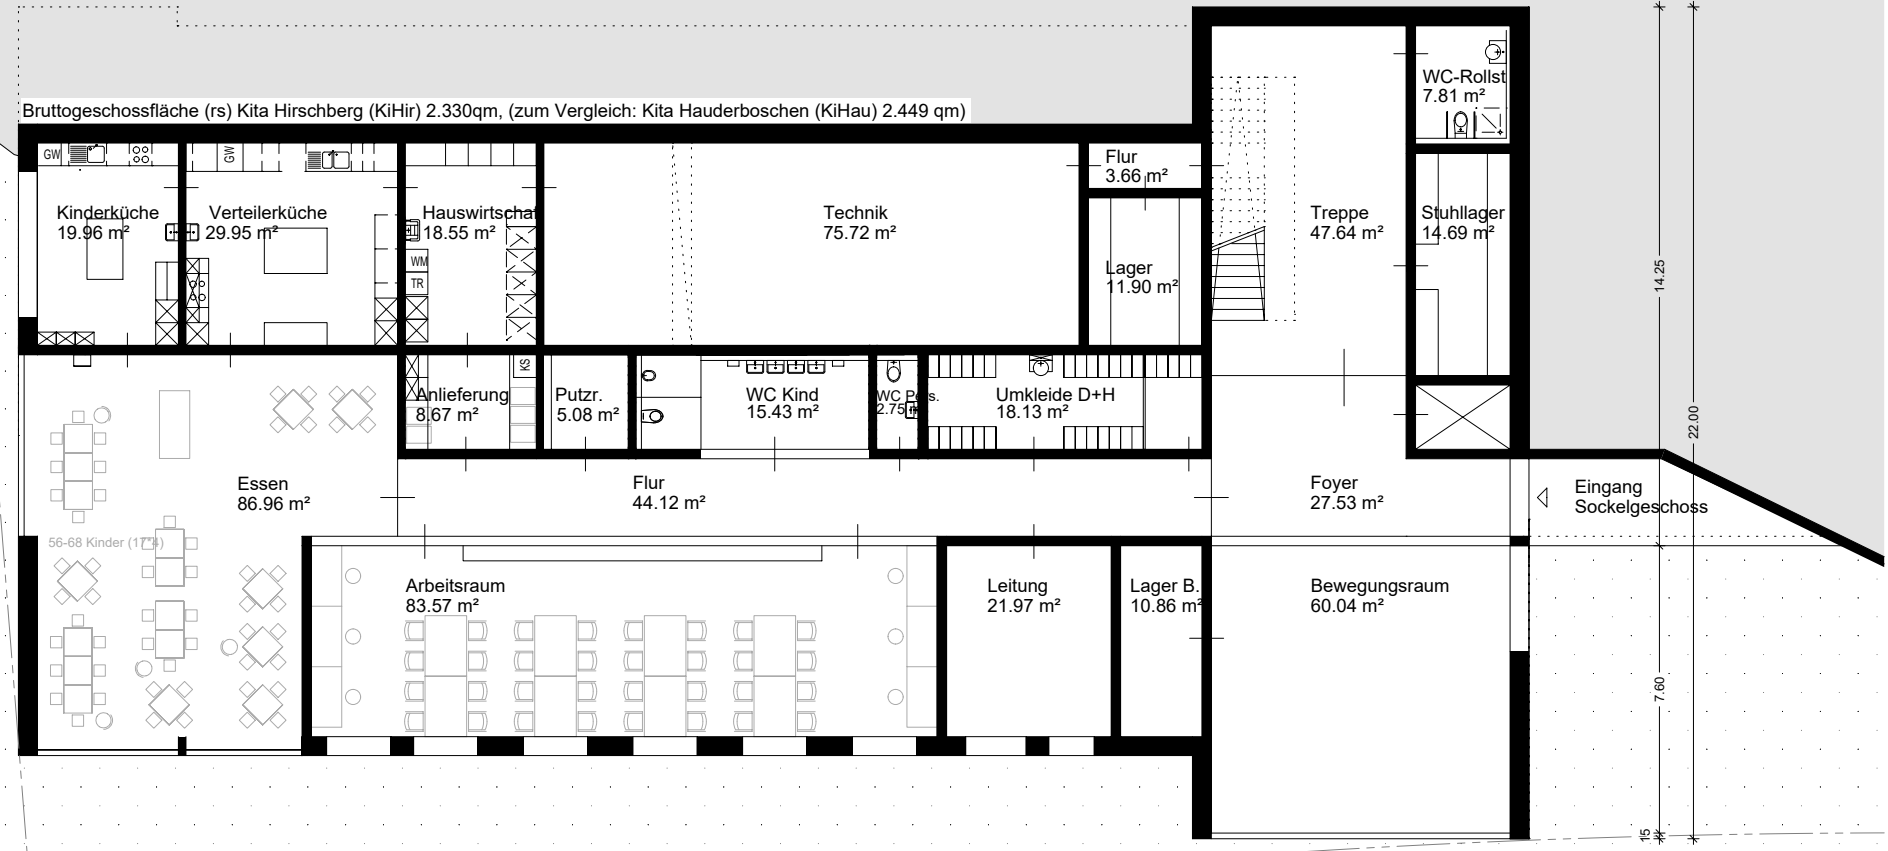 Bruttogeschossfläche (rs) Kita Hirschberg (KiHir) 2.330qm, (zum Vergleich: Kita Hauderboschen (KiHau) 2.449 qm)
WC-Rollst
7.81 m²
GW
GW
Flur
3.66 m²
Kinderküche
19.96 m²
Verteilerküche
29.95 m²
Hauswirtschaf
18.55 m²
WM
TR
Technik
75.72 m²
Lager
11.90 m²
Treppe
47.64 m²
Stuhllager
14.69 m²
14.25
22.00
KS
Anlieferung
8.67 m²
Putzr.
5.08 m²
WC Kind
15.43 m²
WC Pers.
2.75 m²
Umkleide D+H
18.13 m²
Essen
86.96 m²
Flur
44.12 m²
Foyer
27.53 m²
Eingang
Sockelgeschoss
56-68 Kinder (17*4)
Arbeitsraum
83.57 m²
Leitung
21.97 m²
Lager B.
10.86 m²
Bewegungsraum
60.04 m²
7.60
15